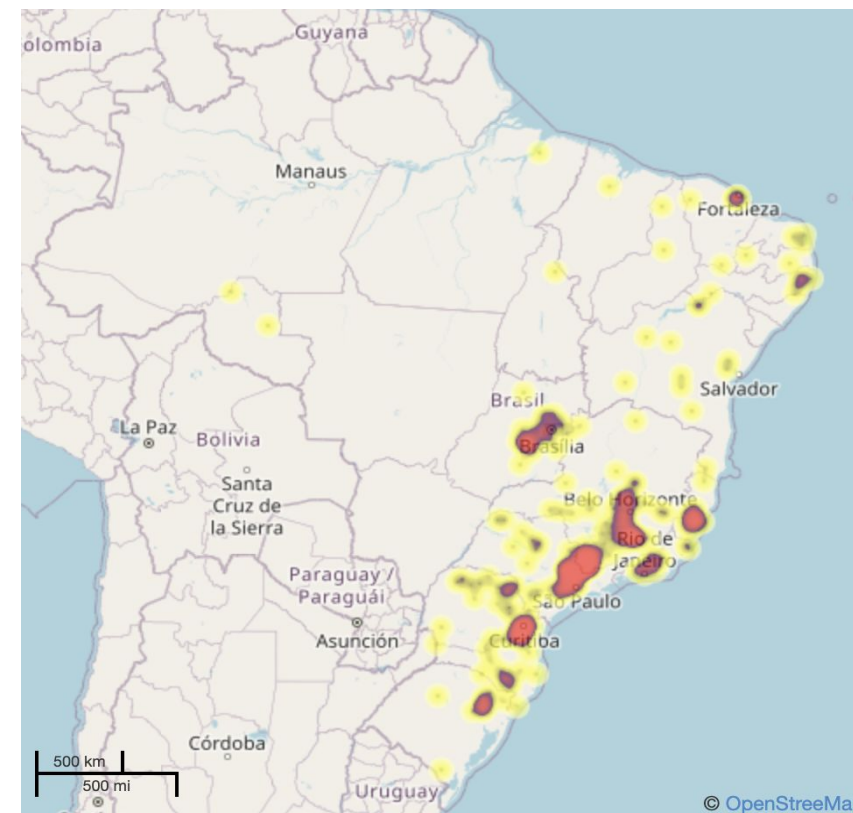 Guyana
olombia
Manaus
Fortaleza
Brasil
Salvador
La Paz
Bolivia
Brasília
Santa
Cruz de
la Sierra
Belo Horizonte
Rio de
Janeiro
Paraguay /
Paraguái
São Paulo
Asunción
Curitiba
Córdoba
500 km
500 mi
Uruguay
© OpenStreeMa